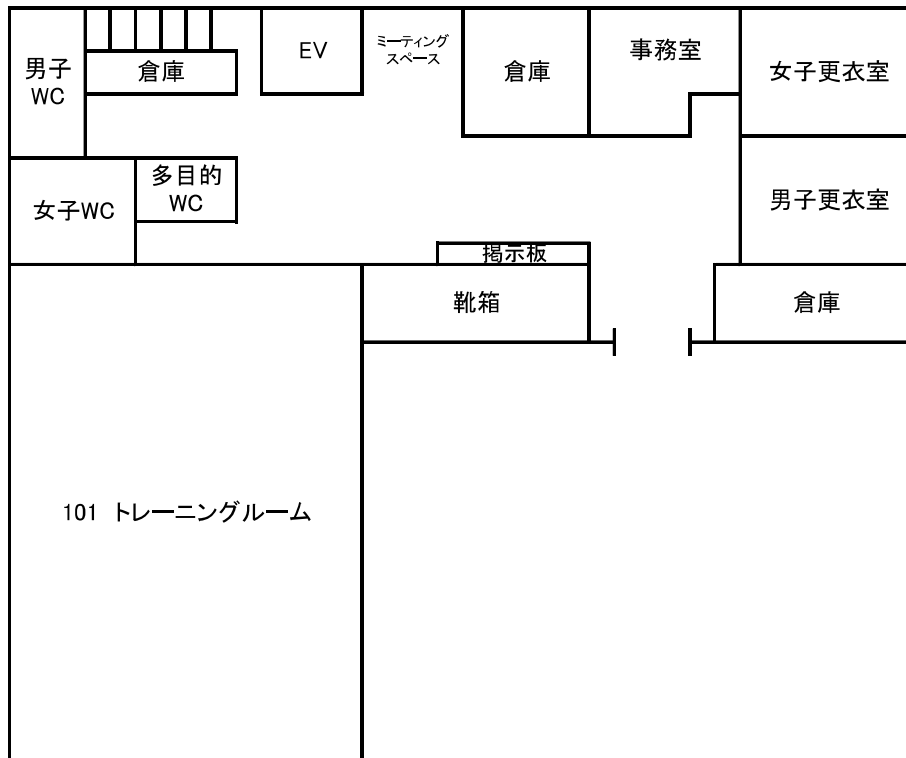 男子
WC
倉庫
EV
ミーティング
スペース
倉庫
事務室
女子更衣室
女子WC
多目的
WC
男子更衣室
掲示板
靴箱
倉庫
101 トレーニングルーム